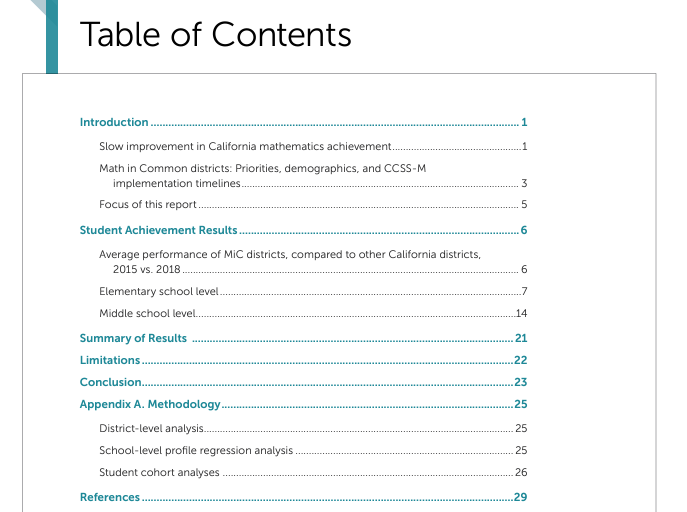 Table of Contents
Introduction ........ 1
Slow improvement in California mathematics achievement ........ 1
Math in Common districts: Priorities, demographics, and CCSS-M
implementation timelines ........ 3
Focus of this report ........ 5
Student Achievement Results ........ 6
Average performance of MiC districts, compared to other California districts,
2015 vs. 2018 ........ 6
Elementary school level ........ 7
Middle school level ........ 14
Summary of Results ........ 21
Limitations ........ 22
Conclusion ........ 23
Appendix A. Methodology ........ 25
District-level analysis ........ 25
School-level profile regression analysis ........ 25
Student cohort analyses ........ 26
References ........ 29